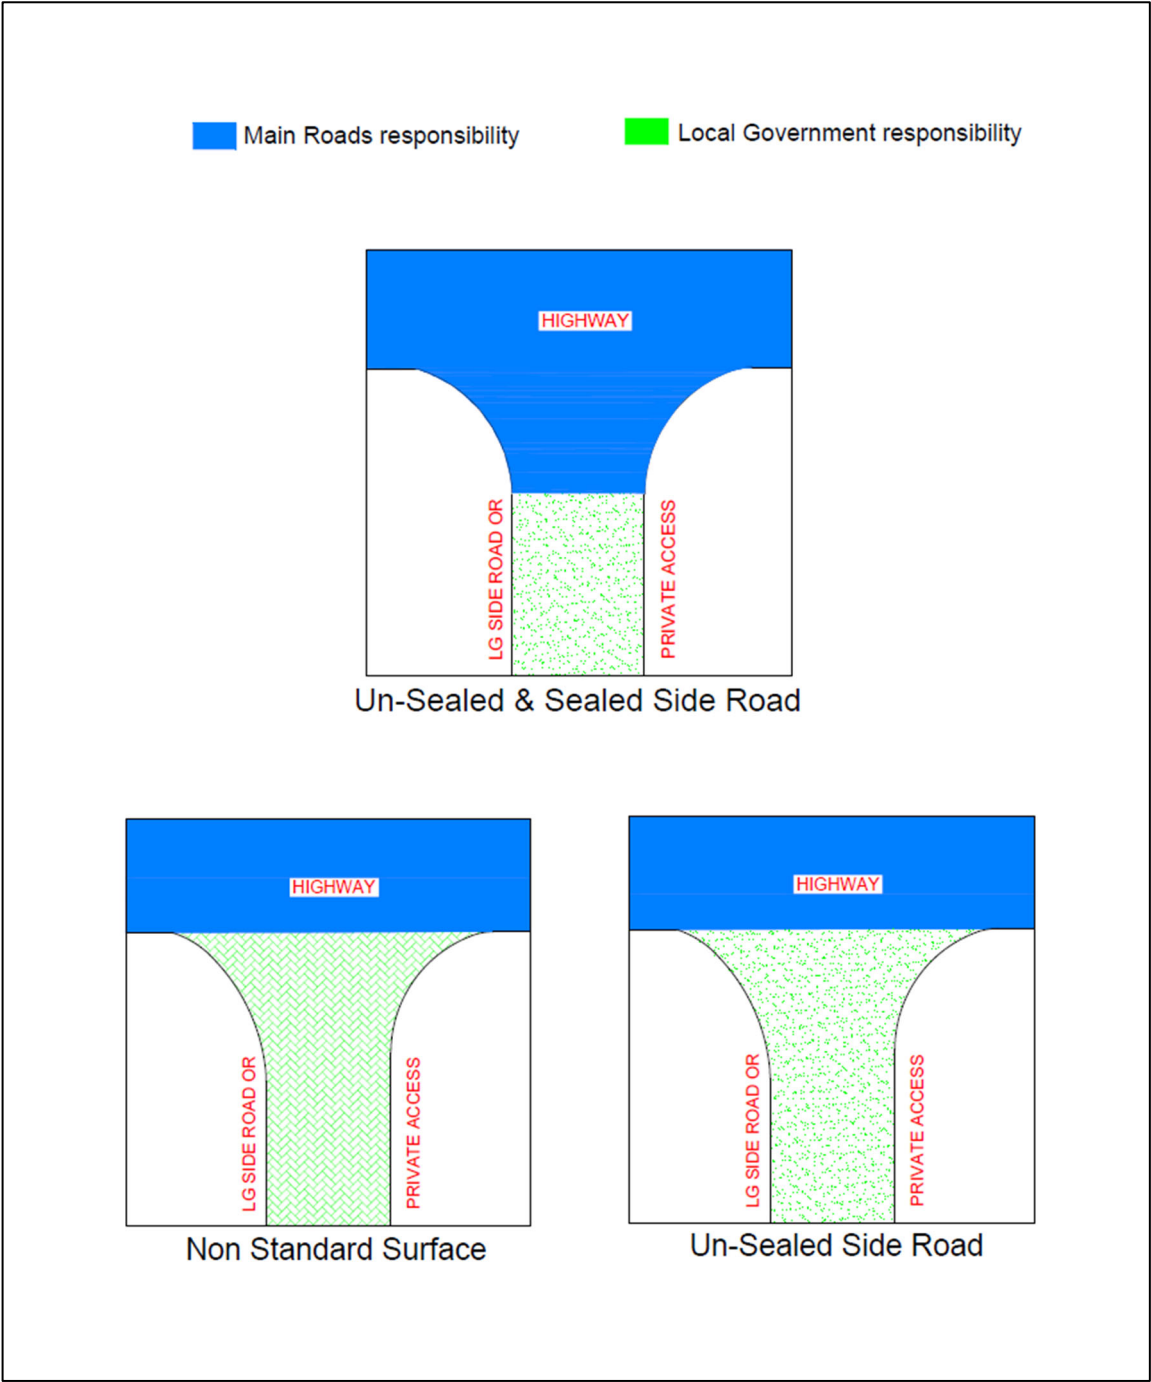 Main Roads responsibility
Local Government responsibility
HIGHWAY
LG SIDE ROAD OR
PRIVATE ACCESS
Un-Sealed & Sealed Side Road
HIGHWAY
LG SIDE ROAD OR
PRIVATE ACCESS
Non Standard Surface
HIGHWAY
LG SIDE ROAD OR
PRIVATE ACCESS
Un-Sealed Side Road